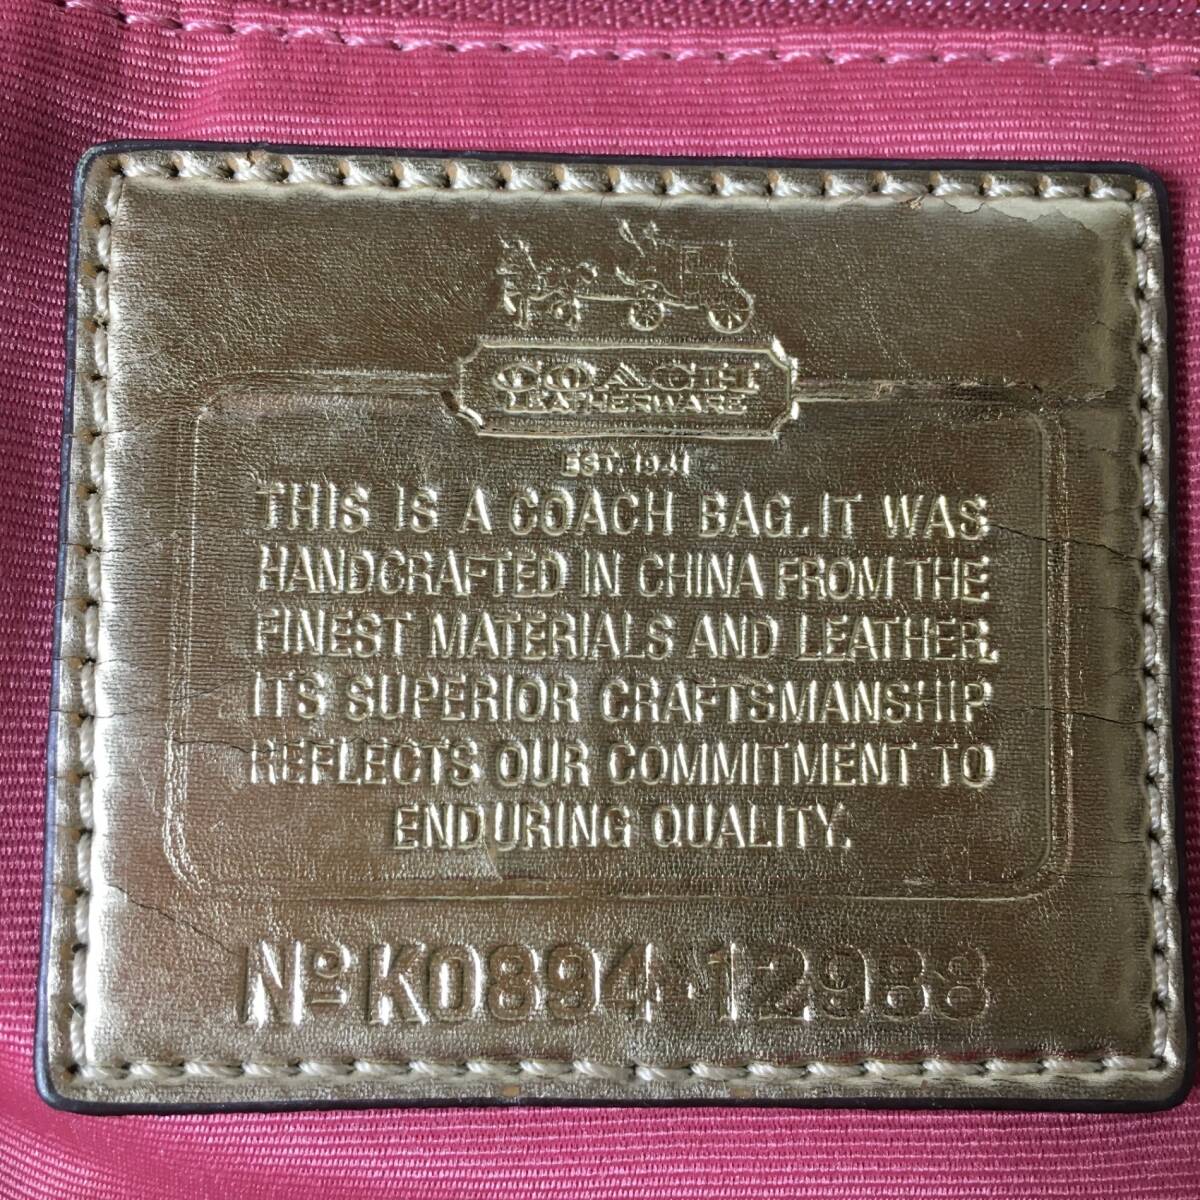 COACH
LEATHERWARE
EST. 1941
THIS IS A COACH BAG. IT WAS
HANDCRAFTED IN CHINA FROM THE
FINEST MATERIALS AND LEATHER.
ITS SUPERIOR CRAFTSMANSHIP
REFLECTS OUR COMMITMENT TO
ENDURING QUALITY.
Nº K0894-12988